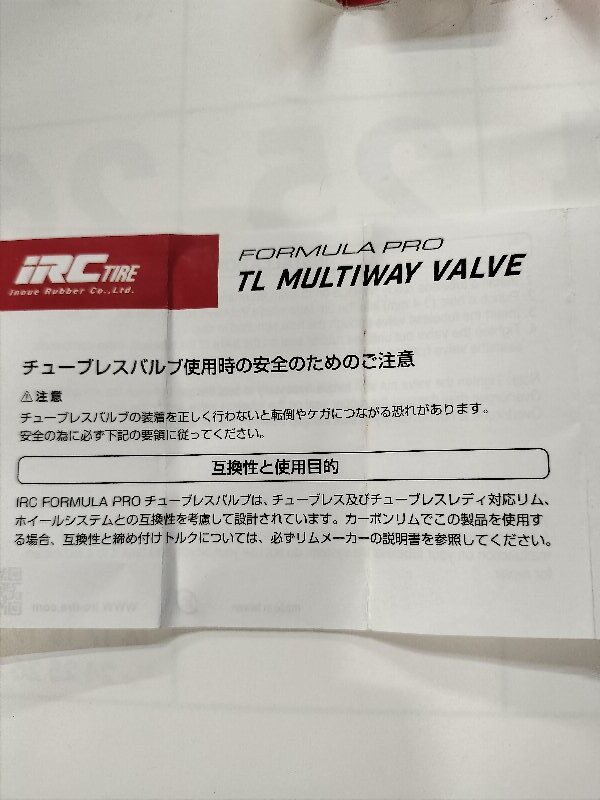 iRC TIRE
Inoue Rubber Co.,Ltd.
FORMULA PRO
TL MULTIWAY VALVE
チューブレスバルブ使用時の安全のためのご注意
⚠注意
チューブレスバルブの装着を正しく行わないと転倒やケガにつながる恐れがあります。
安全の為に必ず下記の要領に従ってください。
互換性と使用目的
IRC FORMULA PRO チューブレスバルブは、チューブレス及びチューブレスレディ対応リム、
ホイールシステムとの互換性を考慮して設計されています。カーボンリムでこの製品を使用す
る場合、互換性と締め付けトルクについては、必ずリムメーカーの説明書を参照してください。